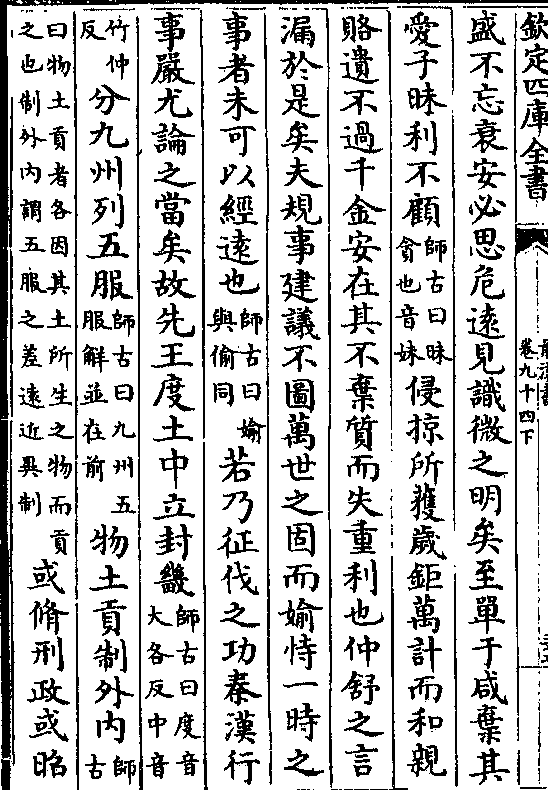 欽定四庫全書
卷九十四下
盛不忘衰安必思危遠見識微之明矣至單于咸棄其
愛子昧利不顧師古曰昧貪也音妹侵掠所獲歲鉅萬計而和親
賂遺不過千金安在其不棄質而失重利也仲舒之言
漏於是矣夫規事建議不圖萬世之固而媮恃一時之
事者未可以經遠也師古曰媮與偷同若乃征伐之功秦漢行
事嚴尤論之當矣故先王度土中立封畿師古曰度音大各反中音
竹仲反分九州列五服師古曰九州五服解並在前物土貢制外内師古
曰物土貢者各因其土所生之物而貢之也制外内謂五服之差遠近異制或脩刑政或昭